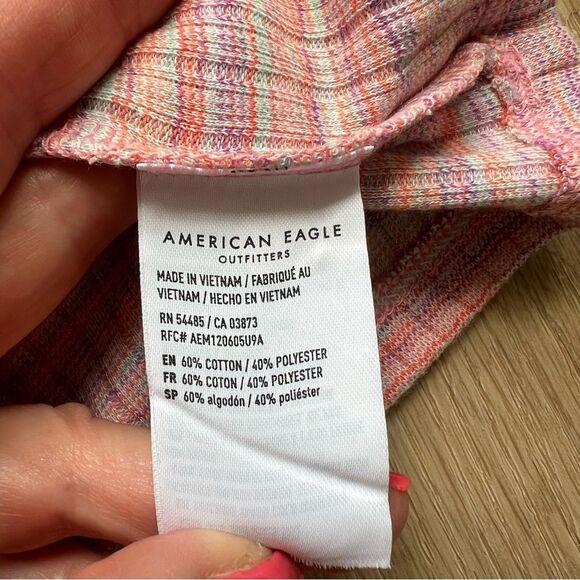 AMERICAN EAGLE
OUTFITTERS
MADE IN VIETNAM / FABRIQUÉ AU
VIETNAM / HECHO EN VIETNAM
RN 54485 / CA 03873
RFC# AEM120605U9A
EN 60% COTTON / 40% POLYESTER
FR 60% COTON / 40% POLYESTER
SP 60% algodón / 40% poliéster